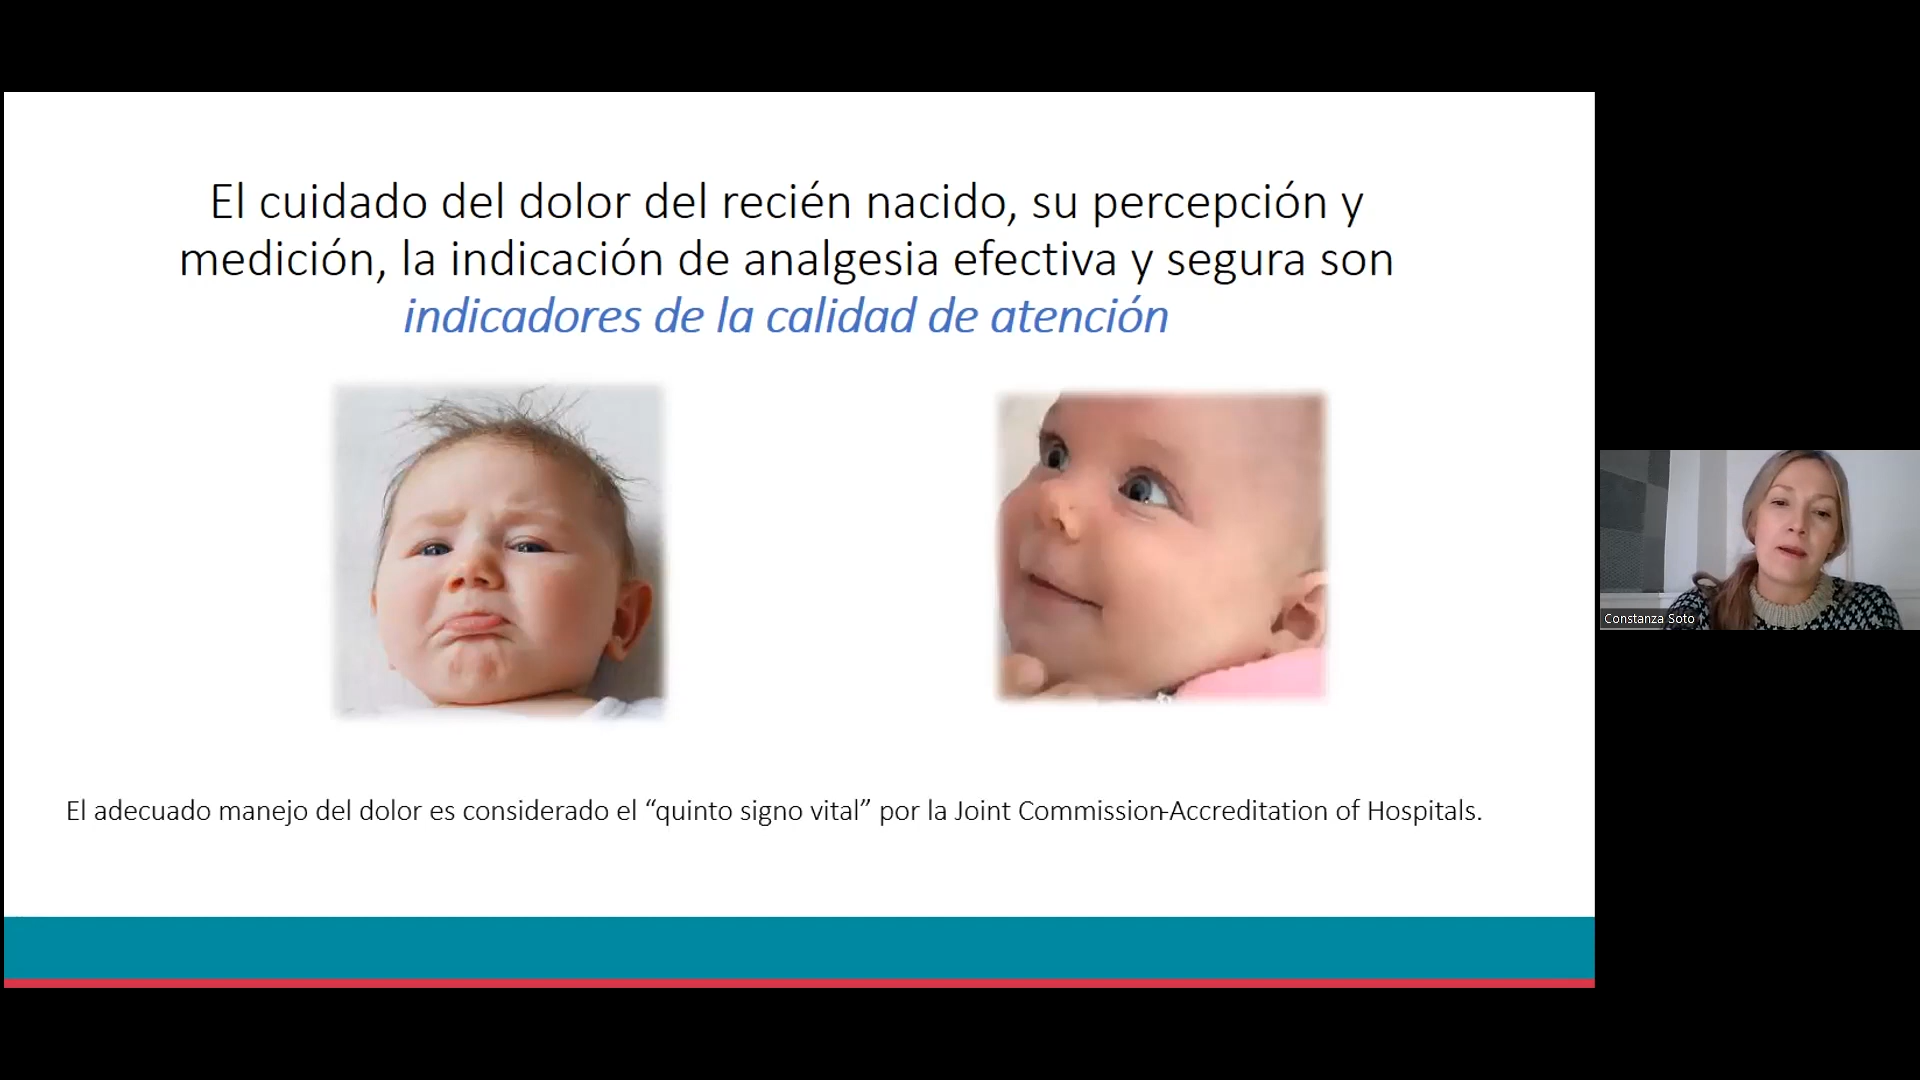 El cuidado del dolor del recién nacido, su percepción y
medición, la indicación de analgesia efectiva y segura son
indicadores de la calidad de atención
El adecuado manejo del dolor es considerado el “quinto signo vital” por la Joint Commission-Accreditation of Hospitals.
Constanza Soto